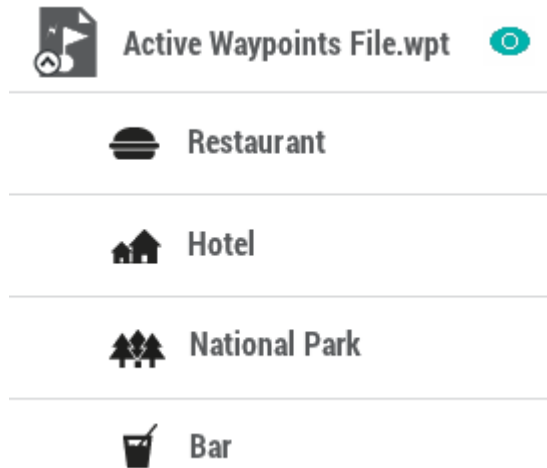 Active Waypoints File.wpt
Restaurant
Hotel
National Park
Bar